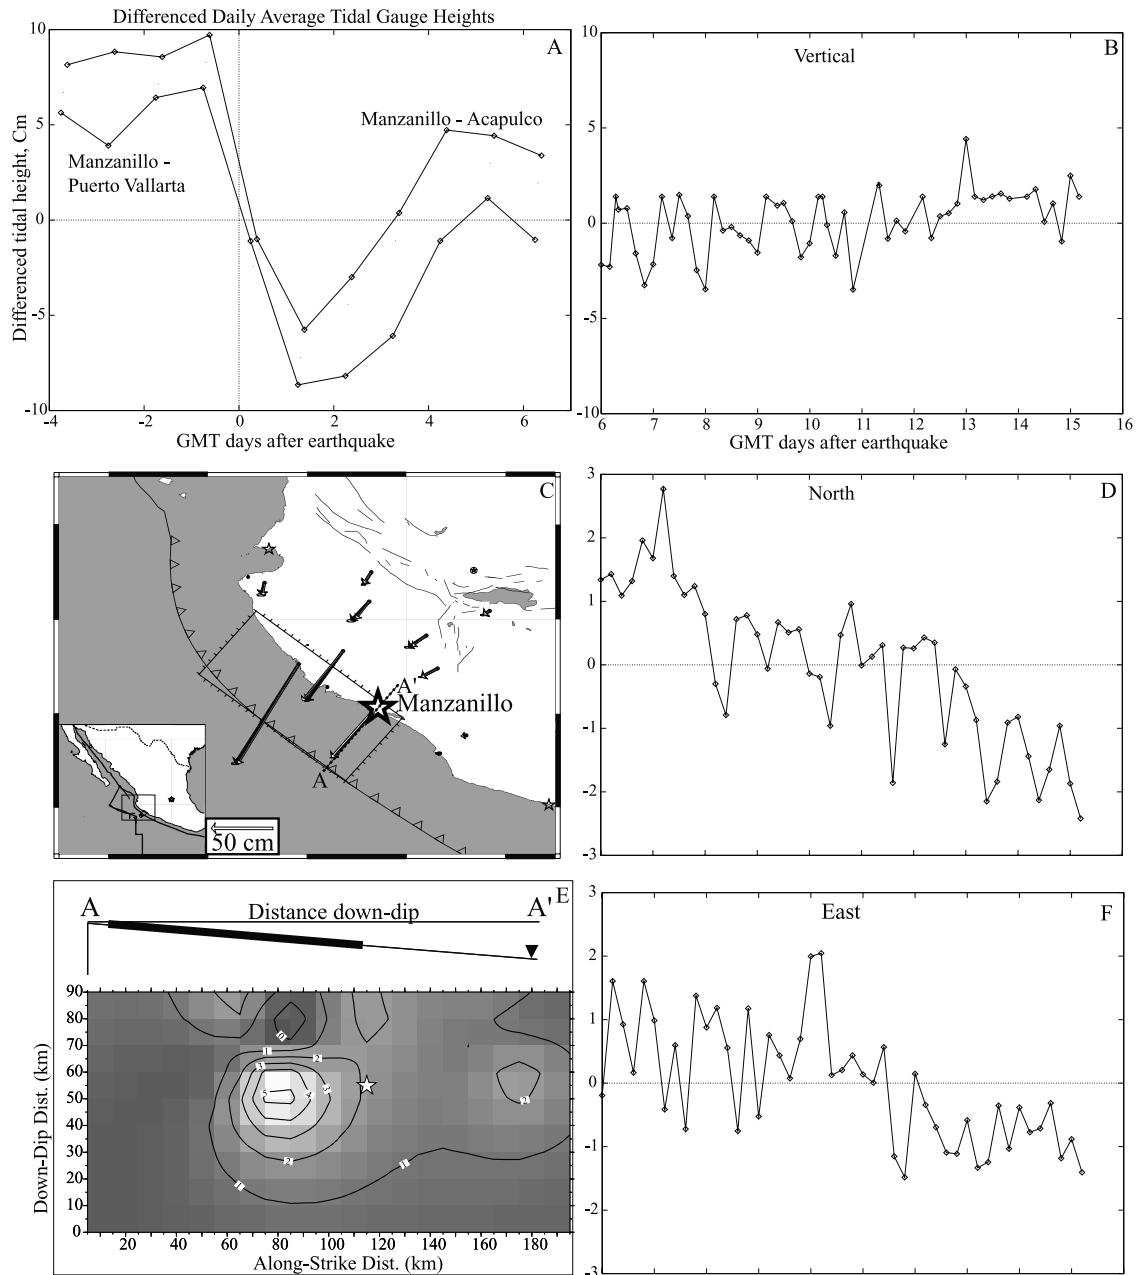 Differenced Daily Average Tidal Gauge Heights
A
10
5
0
-5
-10
Differenced tidal height, Cm
Manzanillo - Acapulco
Manzanillo -
Puerto Vallarta
-4 -2 0 2 4 6
GMT days after earthquake
B
Vertical
10
5
0
-5
-10
6 7 8 9 10 11 12 13 14 15 16
GMT days after earthquake
C
A'
Manzanillo
A
50 cm
D
North
3
2
1
0
-1
-2
-3
E
A Distance down-dip A'
90
80
70
60
50
40
30
20
10
0
Down-Dip Dist. (km)
20 40 60 80 100 120 140 160 180
Along-Strike Dist. (km)
1
2
3
2
2
F
East
3
2
1
0
-1
-2
-3